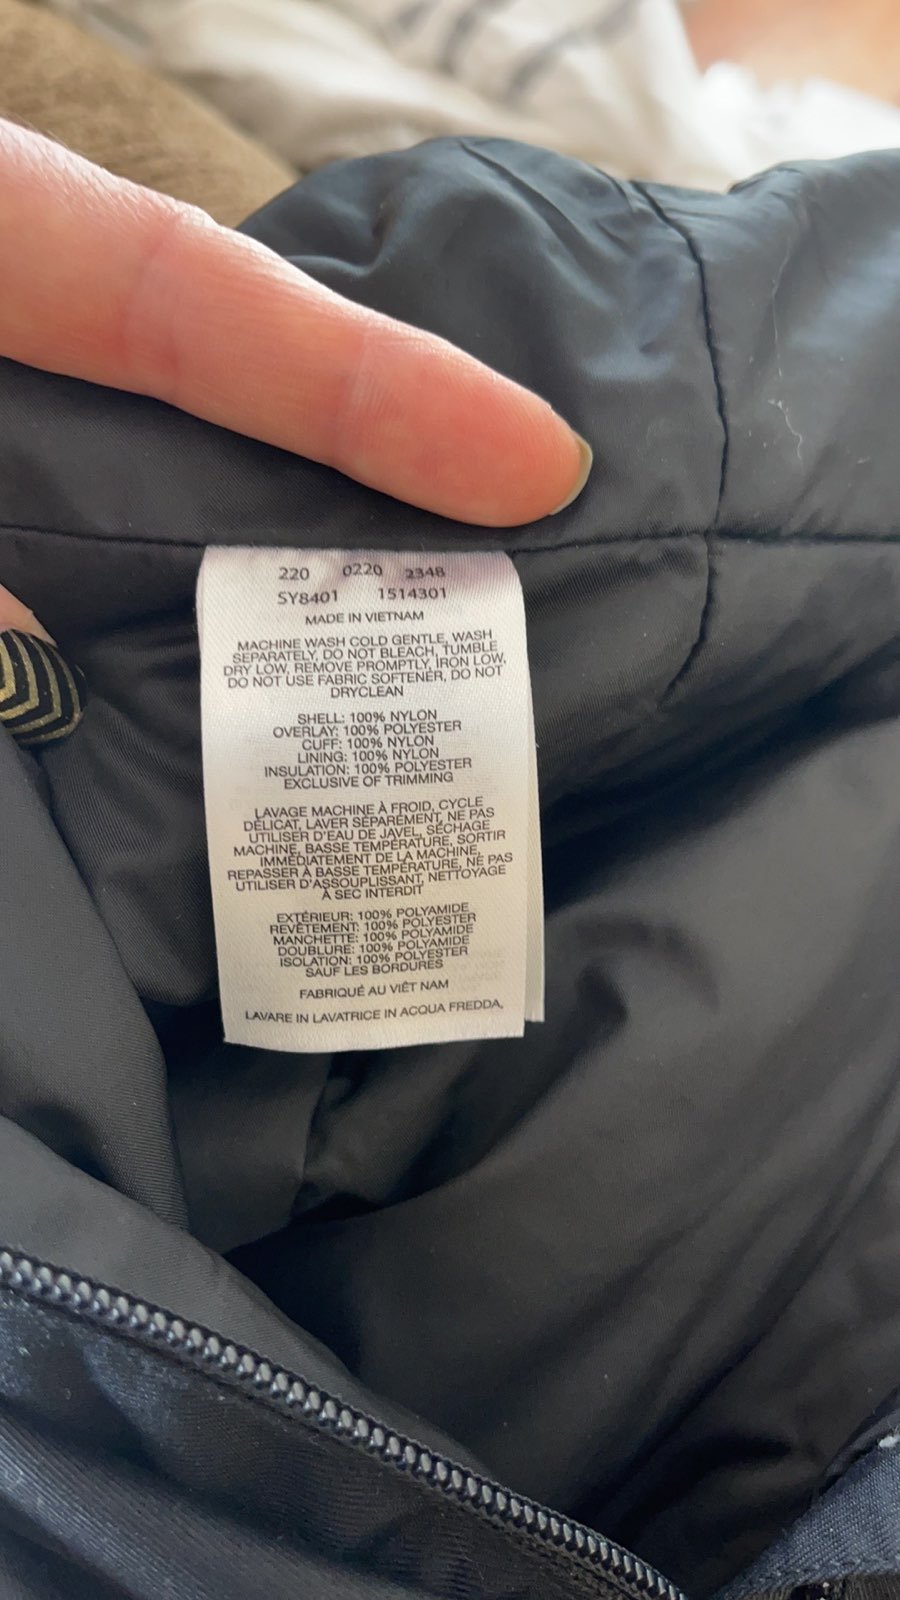 220 0220 2348
SY8401 1514301
MADE IN VIETNAM
MACHINE WASH COLD GENTLE, WASH
SEPARATELY, DO NOT BLEACH, TUMBLE
DRY LOW, REMOVE PROMPTLY, IRON LOW,
DO NOT USE FABRIC SOFTENER, DO NOT
DRYCLEAN
SHELL: 100% NYLON
OVERLAY: 100% POLYESTER
CUFF: 100% NYLON
LINING: 100% NYLON
INSULATION: 100% POLYESTER
EXCLUSIVE OF TRIMMING
LAVAGE MACHINE À FROID, CYCLE
DÉLICAT, LAVER SÉPARÉMENT, NE PAS
UTILISER D'EAU DE JAVEL, SÉCHAGE
MACHINE, BASSE TEMPÉRATURE, SORTIR
IMMÉDIATEMENT DE LA MACHINE,
REPASSER À BASSE TEMPÉRATURE, NE PAS
UTILISER D'ASSOUPLISSANT, NETTOYAGE
À SEC INTERDIT
EXTÉRIEUR: 100% POLYAMIDE
REVÊTEMENT: 100% POLYESTER
MANCHETTE: 100% POLYAMIDE
DOUBLURE: 100% POLYAMIDE
ISOLATION: 100% POLYESTER
SAUF LES BORDURES
FABRIQUÉ AU VIÊT NAM
LAVARE IN LAVATRICE IN ACQUA FREDDA,